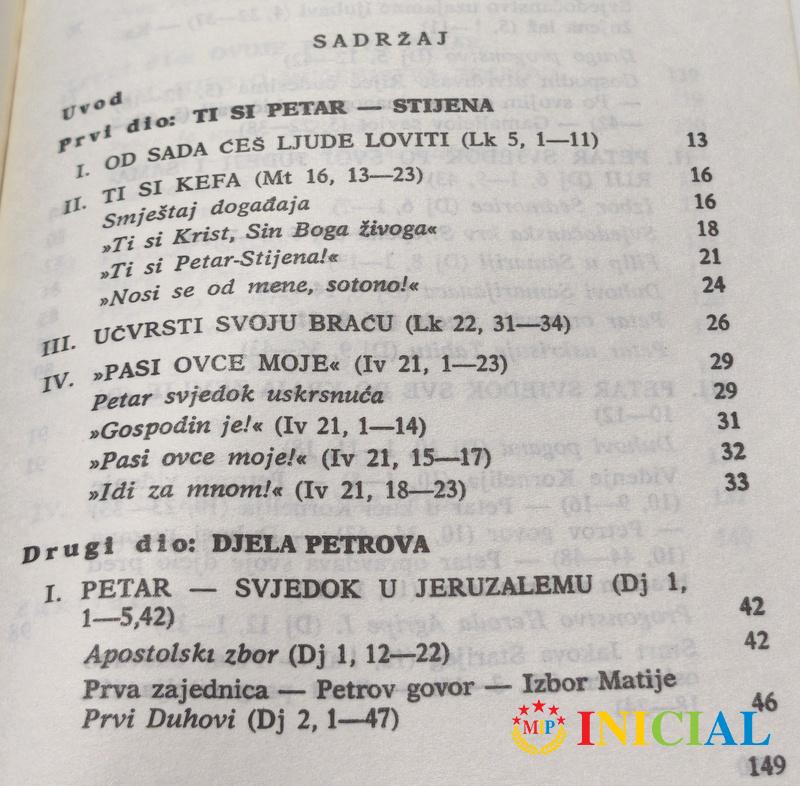 SADRŽAJ
Uvod
Prvi dio: TI SI PETAR — STIJENA
I. OD SADA ĆEŠ LJUDE LOVITI (Lk 5, 1—11) 13
II. TI SI KEFA (Mt 16, 13—23) 16
Smještaj događaja 16
»Ti si Krist, Sin Boga živoga« 18
»Ti si Petar-Stijena!« 21
»Nosi se od mene, sotono!« 24
III. UČVRSTI SVOJU BRAĆU (Lk 22, 31—34) 26
IV. »PASI OVCE MOJE« (Iv 21, 1—23) 29
Petar svjedok uskrsnuća 29
»Gospodin je!« (Iv 21, 1—14) 31
»Pasi ovce moje!« (Iv 21, 15—17) 32
»Idi za mnom!« (Iv 21, 18—23) 33
Drugi dio: DJELA PETROVA
I. PETAR — SVJEDOK U JERUZALEMU (Dj 1,
1—5,42) 42
Apostolski zbor (Dj 1, 12—22) 42
Prva zajednica — Petrov govor — Izbor Matije
Prvi Duhovi (Dj 2, 1—47) 46
MIP INICIAL
149